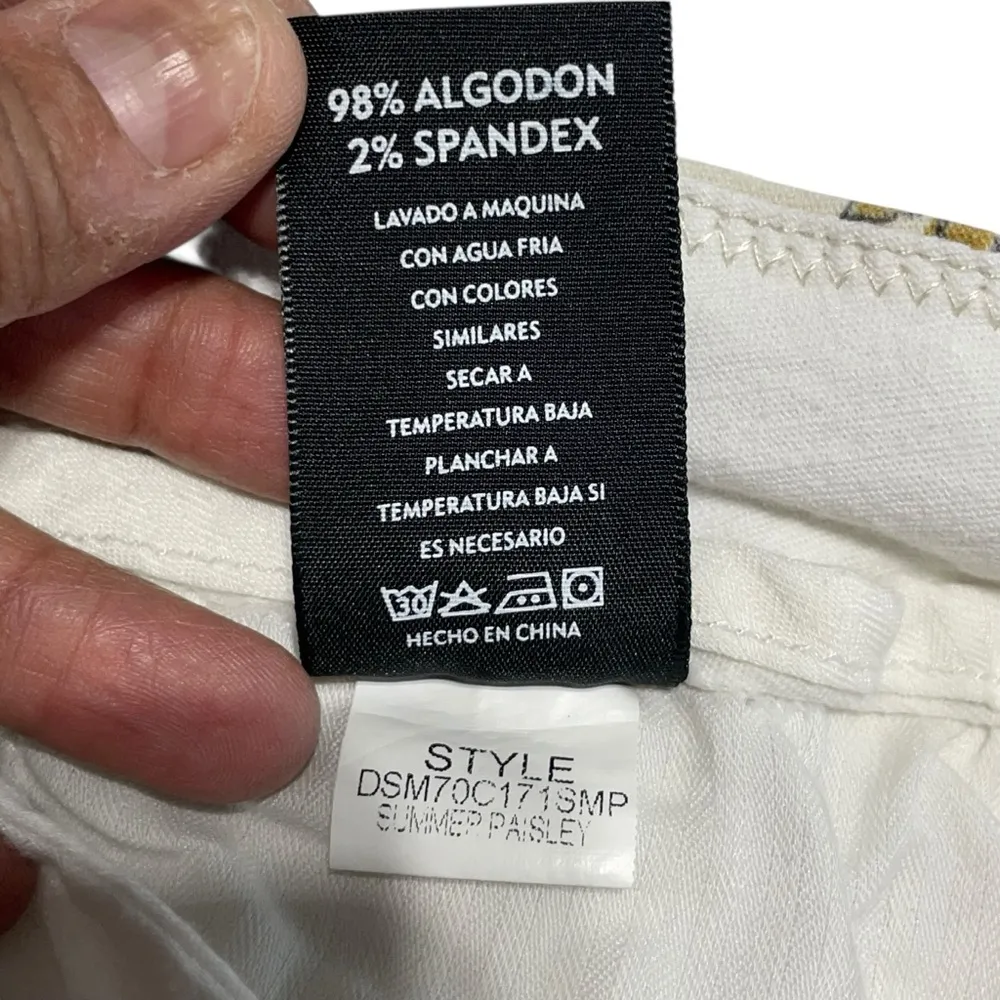 98% ALGODON
2% SPANDEX
LAVADO A MAQUINA
CON AGUA FRIA
CON COLORES
SIMILARES
SECAR A
TEMPERATURA BAJA
PLANCHAR A
TEMPERATURA BAJA SI
ES NECESARIO
30
HECHO EN CHINA
STYLE
DSM70C171SMP
SUMMER PAISLEY